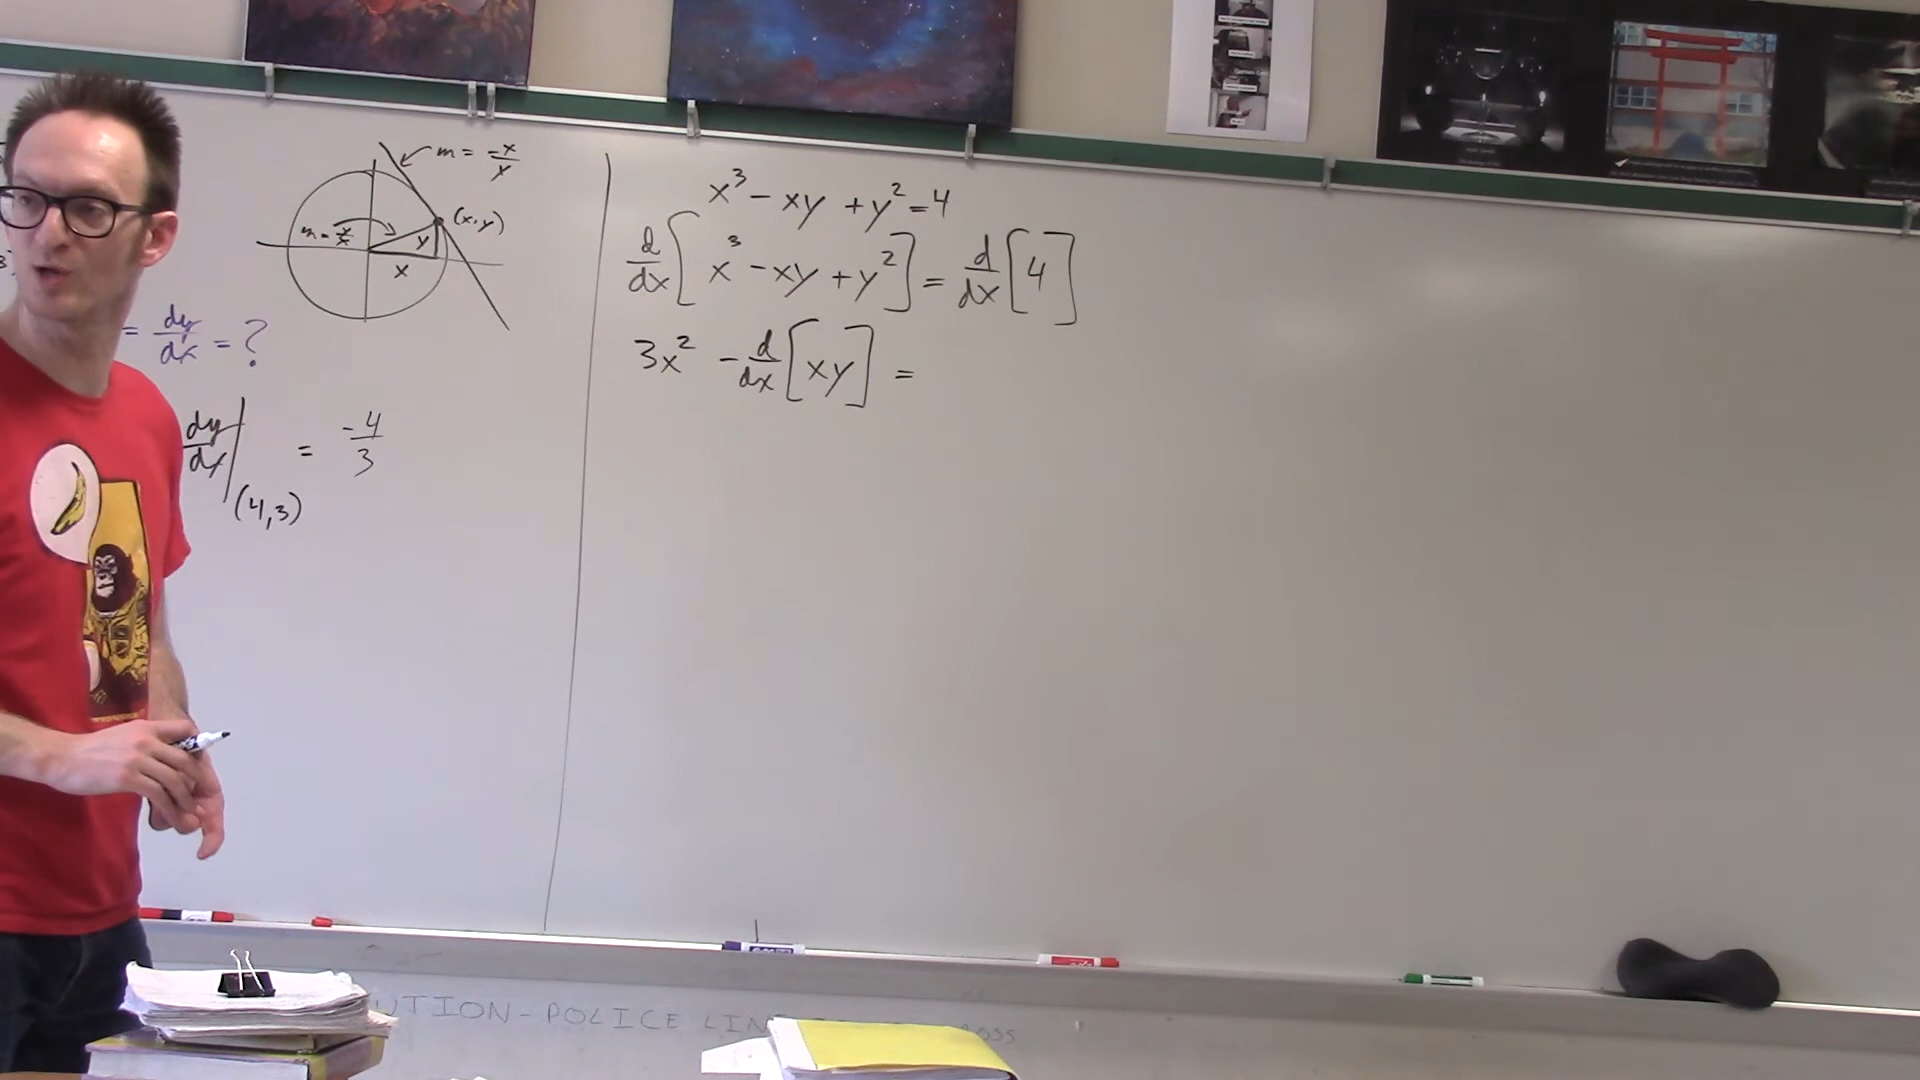 m = -x/y
(x,y)
m = y/x
y
x
= dy/dx = ?
dy/dx |(4,3) = -4/3
x³ - xy + y² = 4
d/dx [x³ - xy + y²] = d/dx [4]
3x² - d/dx [xy] =
UTION - POLICE LINE